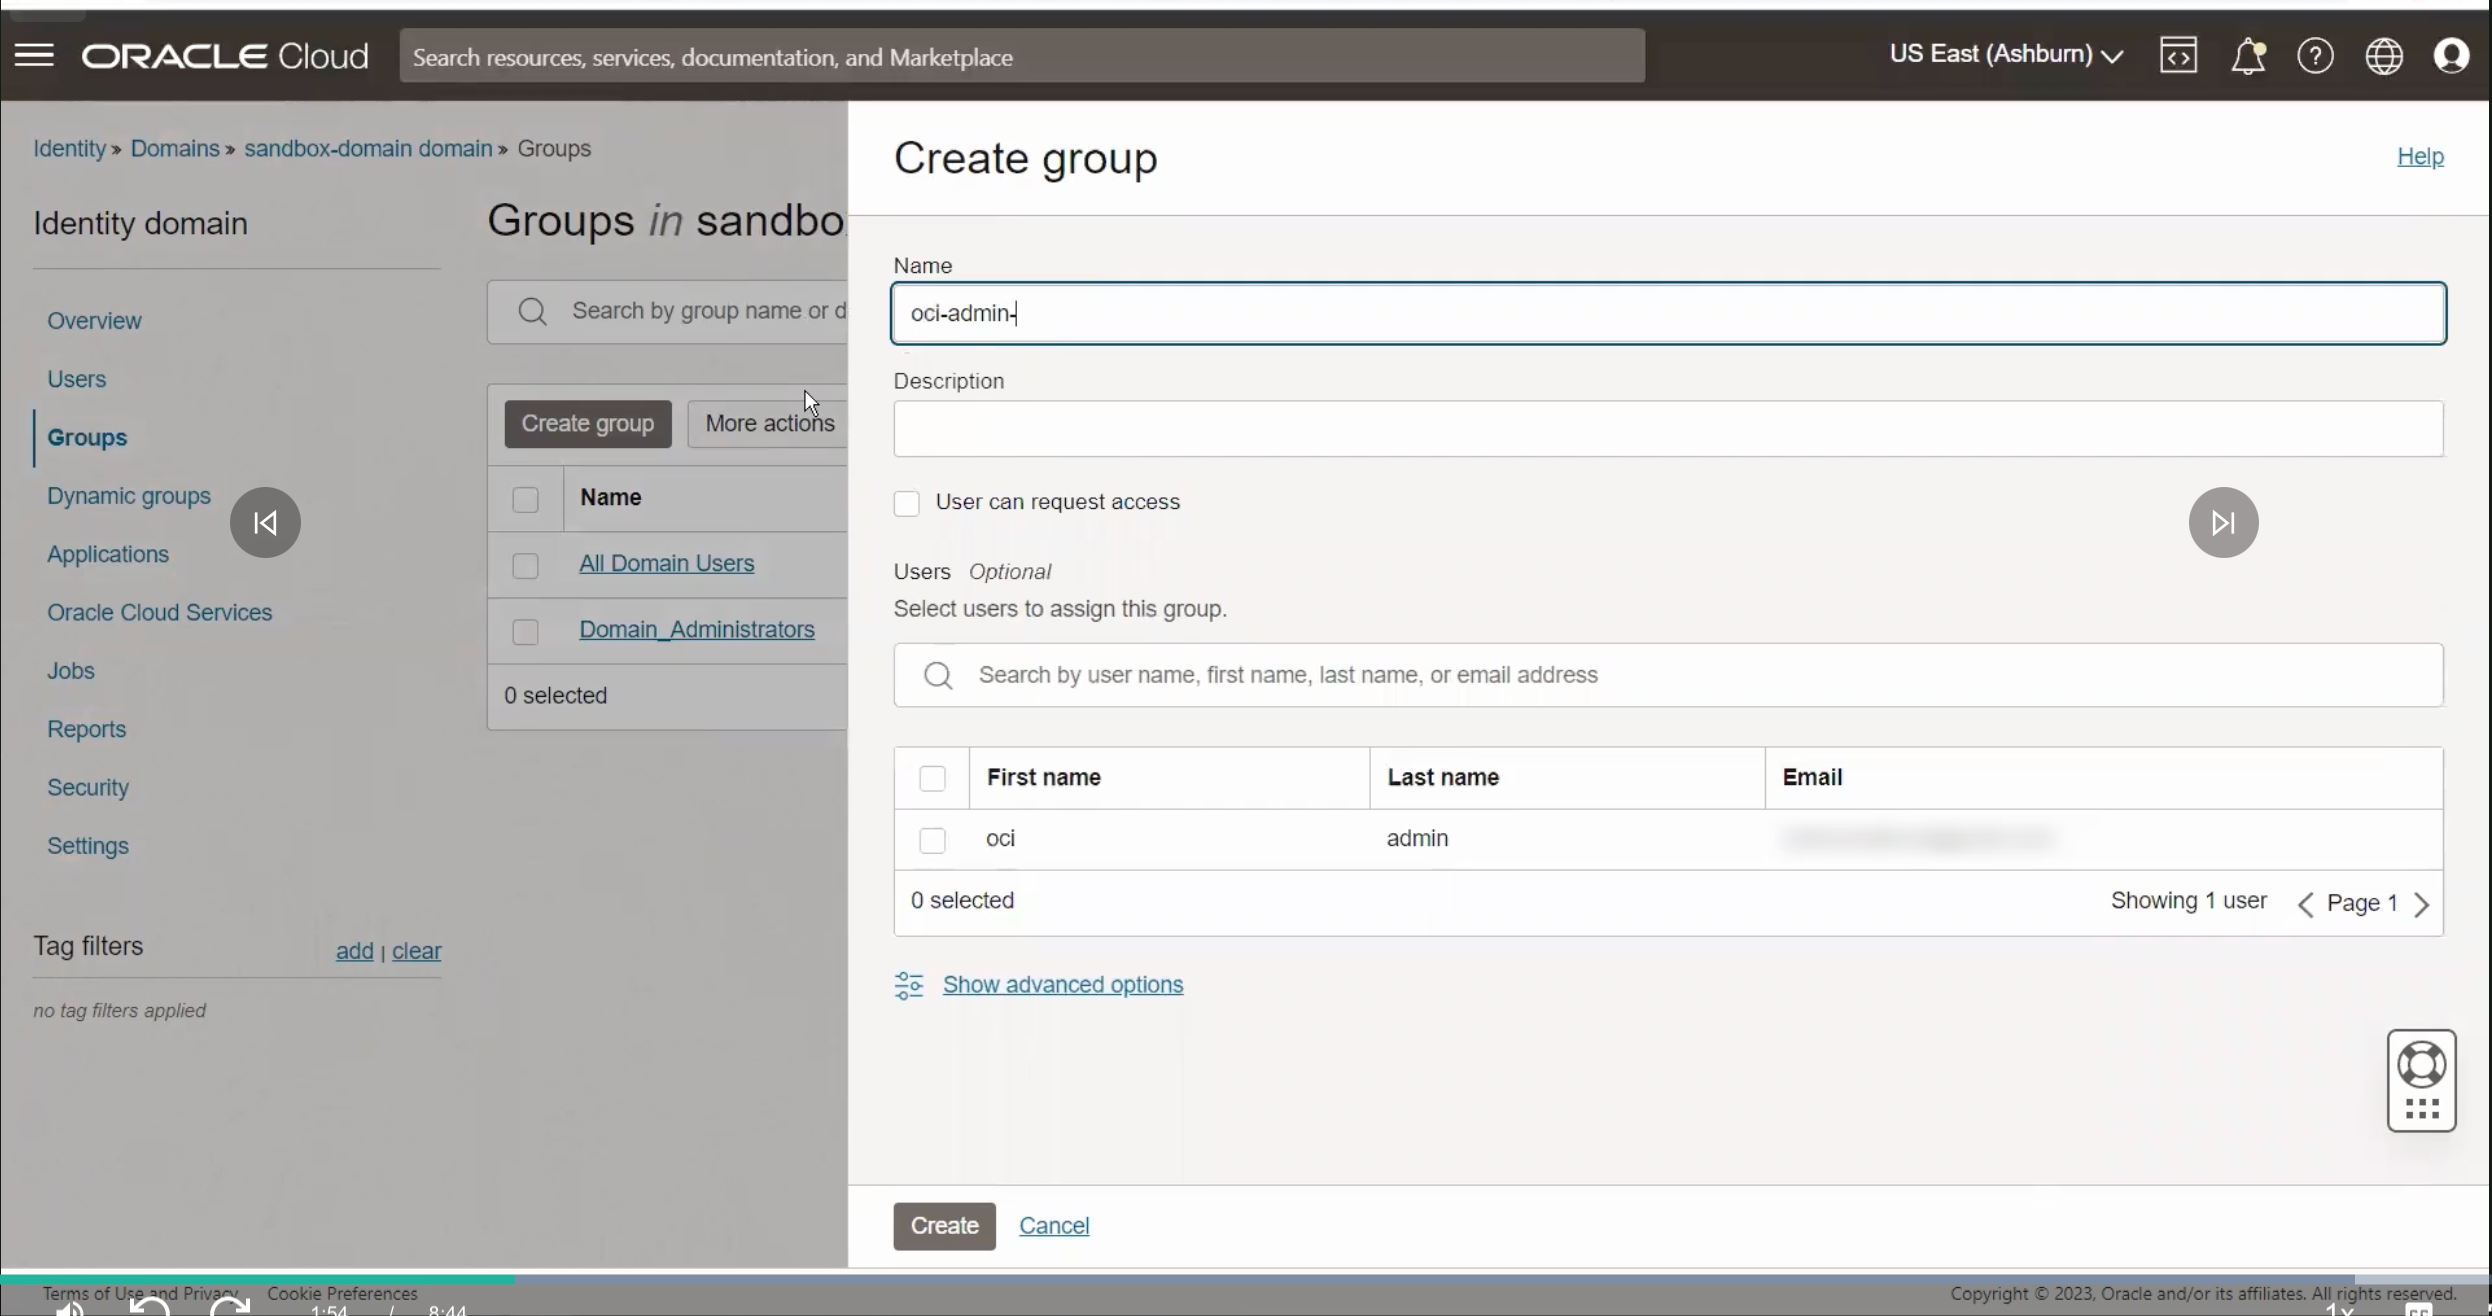 ORACLE Cloud
Search resources, services, documentation, and Marketplace
US East (Ashburn)
Identity » Domains » sandbox-domain domain » Groups
Identity domain
Overview
Users
Groups
Dynamic groups
Applications
Oracle Cloud Services
Jobs
Reports
Security
Settings
Tag filters
add | clear
no tag filters applied
Groups in sandbo
Search by group name or d
Create group
More actions
Name
All Domain Users
Domain_Administrators
0 selected
Create group
Help
Name
oci-admin-
Description
User can request access
Users Optional
Select users to assign this group.
Search by user name, first name, last name, or email address
First name Last name Email
oci admin
0 selected
Showing 1 user
Page 1
Show advanced options
Create
Cancel
Terms of Use and Privacy
Cookie Preferences
Copyright © 2023, Oracle and/or its affiliates. All rights reserved.
1:54 / 8:44
1x